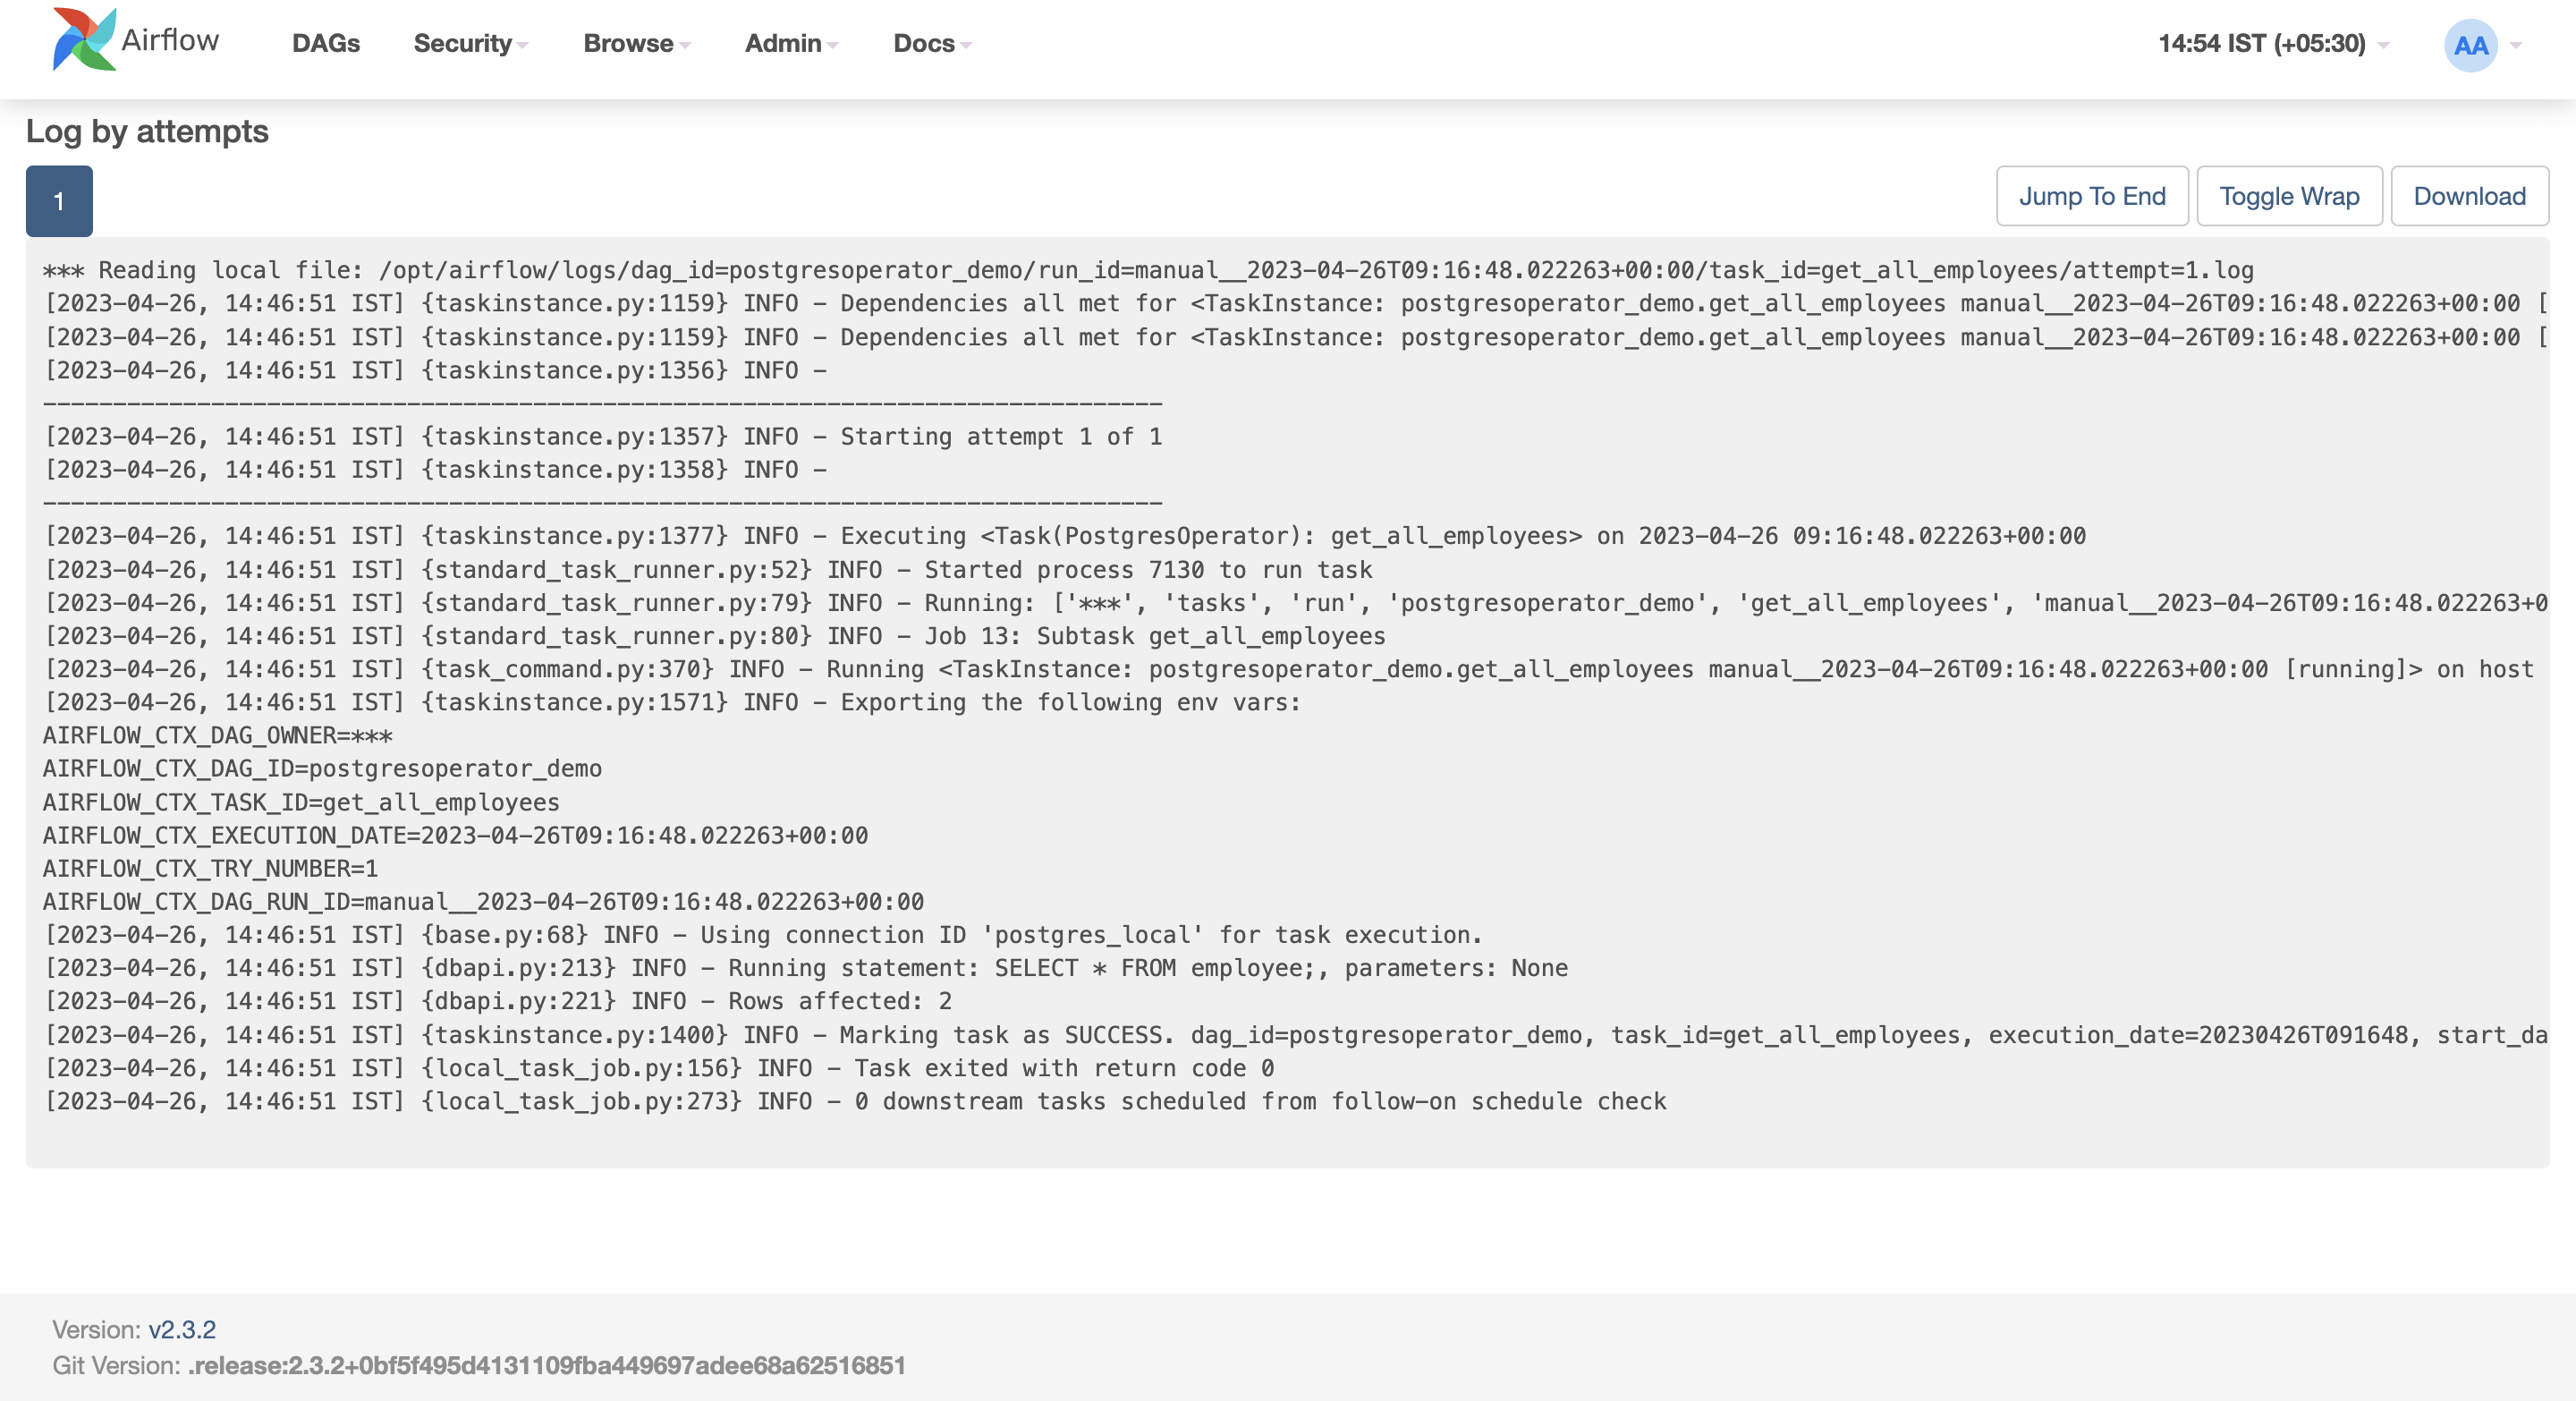 Airflow DAGs Security Browse Admin Docs 14:54 IST (+05:30) AA
Log by attempts
1 Jump To End Toggle Wrap Download
*** Reading local file: /opt/airflow/logs/dag_id=postgresoperator_demo/run_id=manual__2023-04-26T09:16:48.022263+00:00/task_id=get_all_employees/attempt=1.log
[2023-04-26, 14:46:51 IST] {taskinstance.py:1159} INFO - Dependencies all met for <TaskInstance: postgresoperator_demo.get_all_employees manual__2023-04-26T09:16:48.022263+00:00 [
[2023-04-26, 14:46:51 IST] {taskinstance.py:1159} INFO - Dependencies all met for <TaskInstance: postgresoperator_demo.get_all_employees manual__2023-04-26T09:16:48.022263+00:00 [
[2023-04-26, 14:46:51 IST] {taskinstance.py:1356} INFO -
--------------------------------------------------------------------------------
[2023-04-26, 14:46:51 IST] {taskinstance.py:1357} INFO - Starting attempt 1 of 1
[2023-04-26, 14:46:51 IST] {taskinstance.py:1358} INFO -
--------------------------------------------------------------------------------
[2023-04-26, 14:46:51 IST] {taskinstance.py:1377} INFO - Executing <Task(PostgresOperator): get_all_employees> on 2023-04-26 09:16:48.022263+00:00
[2023-04-26, 14:46:51 IST] {standard_task_runner.py:52} INFO - Started process 7130 to run task
[2023-04-26, 14:46:51 IST] {standard_task_runner.py:79} INFO - Running: ['***', 'tasks', 'run', 'postgresoperator_demo', 'get_all_employees', 'manual__2023-04-26T09:16:48.022263+0
[2023-04-26, 14:46:51 IST] {standard_task_runner.py:80} INFO - Job 13: Subtask get_all_employees
[2023-04-26, 14:46:51 IST] {task_command.py:370} INFO - Running <TaskInstance: postgresoperator_demo.get_all_employees manual__2023-04-26T09:16:48.022263+00:00 [running]> on host
[2023-04-26, 14:46:51 IST] {taskinstance.py:1571} INFO - Exporting the following env vars:
AIRFLOW_CTX_DAG_OWNER=***
AIRFLOW_CTX_DAG_ID=postgresoperator_demo
AIRFLOW_CTX_TASK_ID=get_all_employees
AIRFLOW_CTX_EXECUTION_DATE=2023-04-26T09:16:48.022263+00:00
AIRFLOW_CTX_TRY_NUMBER=1
AIRFLOW_CTX_DAG_RUN_ID=manual__2023-04-26T09:16:48.022263+00:00
[2023-04-26, 14:46:51 IST] {base.py:68} INFO - Using connection ID 'postgres_local' for task execution.
[2023-04-26, 14:46:51 IST] {dbapi.py:213} INFO - Running statement: SELECT * FROM employee;, parameters: None
[2023-04-26, 14:46:51 IST] {dbapi.py:221} INFO - Rows affected: 2
[2023-04-26, 14:46:51 IST] {taskinstance.py:1400} INFO - Marking task as SUCCESS. dag_id=postgresoperator_demo, task_id=get_all_employees, execution_date=20230426T091648, start_da
[2023-04-26, 14:46:51 IST] {local_task_job.py:156} INFO - Task exited with return code 0
[2023-04-26, 14:46:51 IST] {local_task_job.py:273} INFO - 0 downstream tasks scheduled from follow-on schedule check
Version: v2.3.2
Git Version: .release:2.3.2+0bf5f495d4131109fba449697adee68a62516851